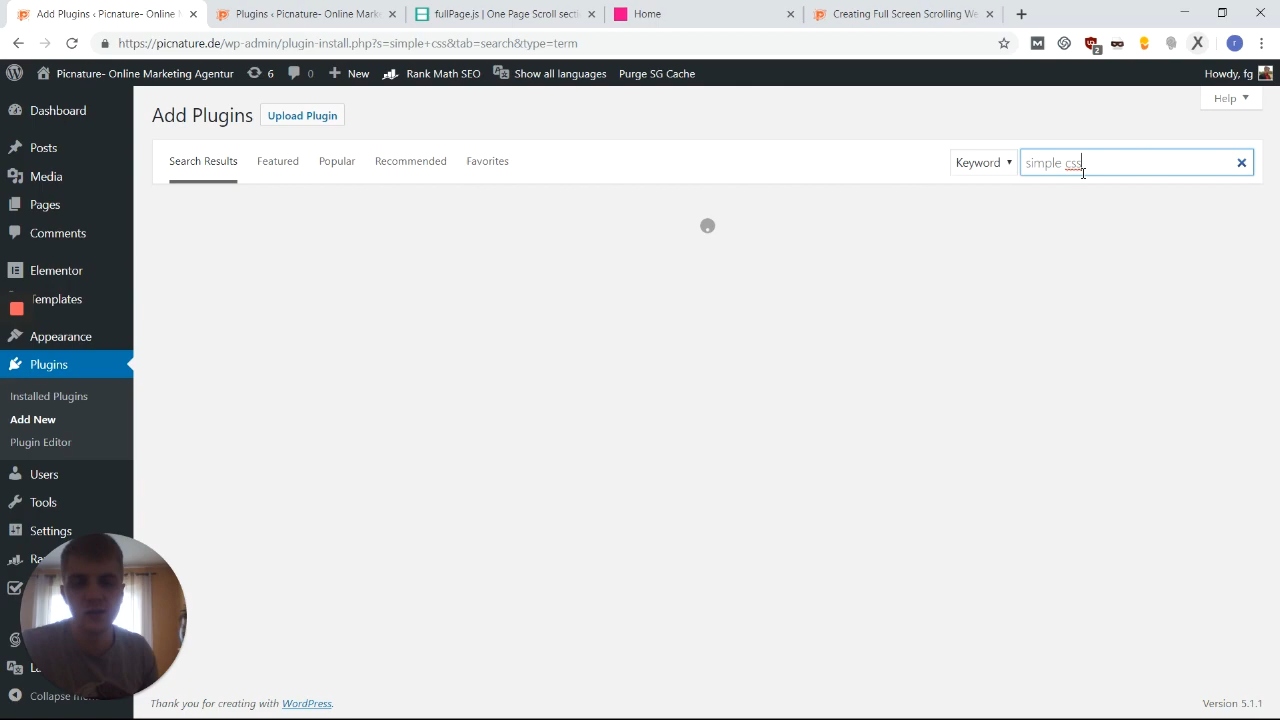 Add Plugins ‹ Picnature- Online M
Plugins ‹ Picnature- Online Mark
fullPage.js | One Page Scroll secti
Home
Creating Full Screen Scrolling We
https://picnature.de/wp-admin/plugin-install.php?s=simple+css&tab=search&type=term
2
r
Picnature- Online Marketing Agentur
6
0
New
Rank Math SEO
Show all languages
Purge SG Cache
Howdy, fg
Help
Dashboard
Posts
Media
Pages
Comments
Elementor
Templates
Appearance
Plugins
Installed Plugins
Add New
Plugin Editor
Users
Tools
Settings
Collapse me
Add Plugins
Upload Plugin
Search Results
Featured
Popular
Recommended
Favorites
Keyword
simple css
Thank you for creating with WordPress.
Version 5.1.1